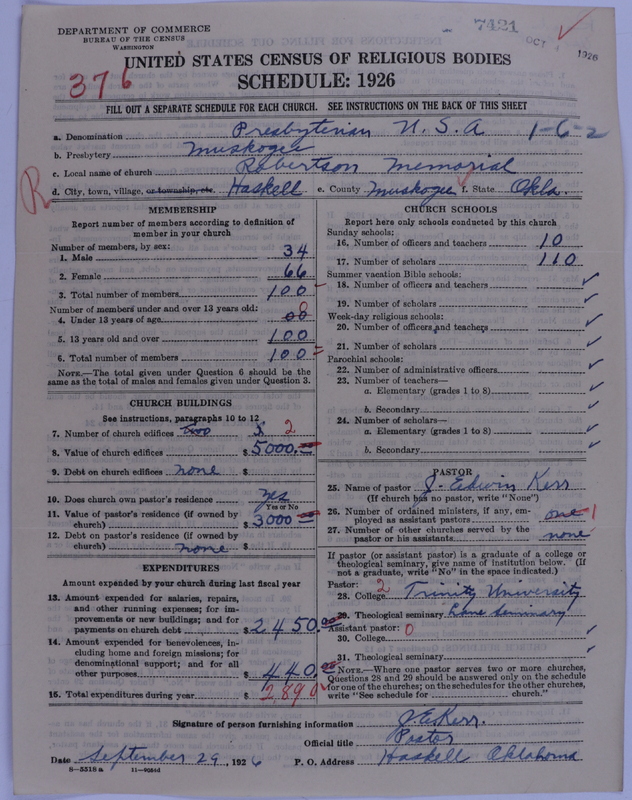 DEPARTMENT OF COMMERCE
BUREAU OF THE CENSUS
WASHINGTON
7421
OCT 1926
UNITED STATES CENSUS OF RELIGIOUS BODIES
376
SCHEDULE: 1926
FILL OUT A SEPARATE SCHEDULE FOR EACH CHURCH. SEE INSTRUCTIONS ON THE BACK OF THIS SHEET
a. Denomination Presbyterian U.S.A 1-6-2
b. Presbytery Muskogee
c. Local name of church Robertson Memorial
R
d. City, town, village, or township, etc. Haskell e. County Muskogee f. State Okla.
MEMBERSHIP
Report number of members according to definition of member in your church
Number of members, by sex:
1. Male 34
2. Female 66
3. Total number of members 100
Number of members under and over 13 years old:
4. Under 13 years of age 00 0
5. 13 years old and over 100
6. Total number of members 100
NOTE.—The total given under Question 6 should be
same as the total of males and females given under Question 3.
CHURCH BUILDINGS
See instructions, paragraphs 10 to 12
7. Number of church edifices two 2
8. Value of church edifices $ 5000.
9. Debt on church edifices none $
10. Does church own pastor's residence yes
Yes or No
11. Value of pastor's residence (if owned by
church) $ 3000
12. Debt on pastor's residence (if owned by
church) none $
EXPENDITURES
Amount expended by your church during last fiscal year
13. Amount expended for salaries, repairs,
and other running expenses; for im-
provements or new buildings; and for
payments on church debt $ 2450.00
14. Amount expended for benevolences, in-
cluding home and foreign missions; for
denominational support; and for all
other purposes $ 440.00
15. Total expenditures during year $ 2890
CHURCH SCHOOLS
Report here only schools conducted by this church
Sunday schools:
16. Number of officers and teachers 10
17. Number of scholars 110
Summer vacation Bible schools:
18. Number of officers and teachers
19. Number of scholars
Week-day religious schools:
20. Number of officers and teachers
21. Number of scholars
Parochial schools:
22. Number of administrative officers
23. Number of teachers—
a. Elementary (grades 1 to 8)
b. Secondary
24. Number of scholars—
a. Elementary (grades 1 to 8)
b. Secondary
PASTOR
25. Name of pastor J. Edwin Kerr
(If church has no pastor, write "None")
26. Number of ordained ministers, if any, em-
ployed as assistant pastors one 1
27. Number of other churches served by the
pastor or his assistants none
If pastor (or assistant pastor) is a graduate of a college or
theological seminary, give name of institution below. (If
not a graduate, write "No" in the space indicated.)
Pastor: 2
28. College Trinity University
29. Theological seminary Lane Seminary
Assistant pastor: 0
30. College
31. Theological seminary
NOTE.—Where one pastor serves two or more churches,
Questions 28 and 29 should be answered only on the schedule
for one of the churches; on the schedules for the other churches,
write "See schedule for church."
Signature of person furnishing information J.E. Kerr.
Official title Pastor
Date September 29, 1926 P. O. Address Haskell Oklahoma